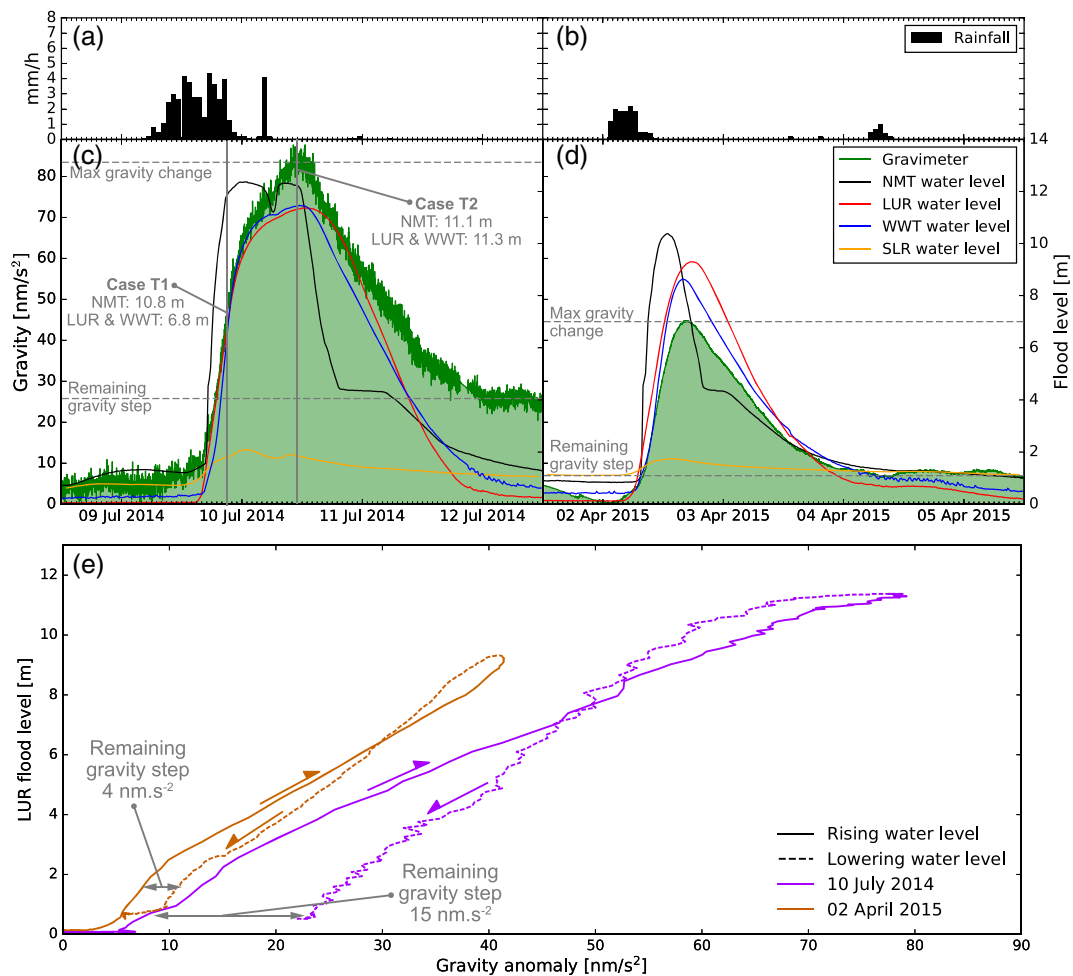 (a)
(b)
Rainfall
mm/h
8
7
6
5
4
3
2
1
0
(c)
Max gravity change
Case T2
NMT: 11.1 m
LUR & WWT: 11.3 m
Case T1
NMT: 10.8 m
LUR & WWT: 6.8 m
Remaining
gravity step
Gravity [nm/s²]
80
70
60
50
40
30
20
10
0
09 Jul 2014
10 Jul 2014
11 Jul 2014
12 Jul 2014
(d)
Gravimeter
NMT water level
LUR water level
WWT water level
SLR water level
Max gravity
change
Remaining
gravity step
14
12
10
8
6
4
2
0
Flood level [m]
02 Apr 2015
03 Apr 2015
04 Apr 2015
05 Apr 2015
(e)
LUR flood level [m]
12
10
8
6
4
2
0
Remaining
gravity step
4 nm.s⁻²
Remaining
gravity step
15 nm.s⁻²
Rising water level
Lowering water level
10 July 2014
02 April 2015
0
10
20
30
40
50
60
70
80
90
Gravity anomaly [nm/s²]